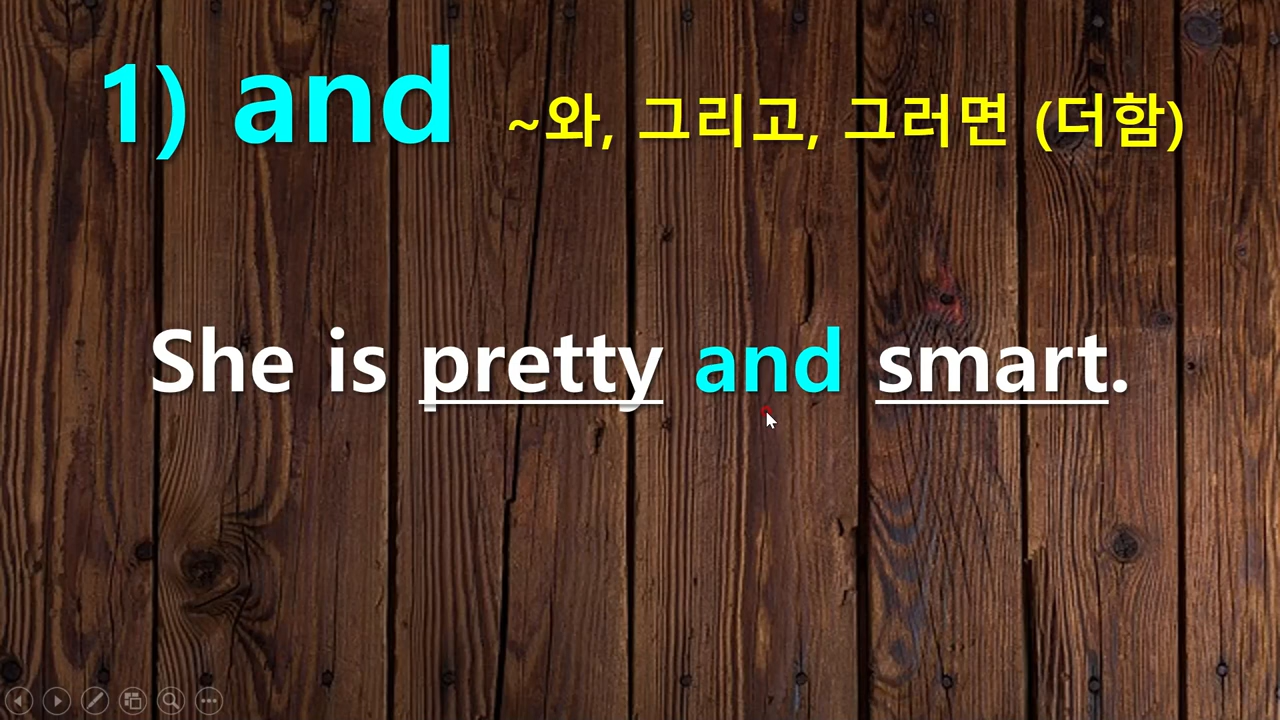 1) and ~와, 그리고, 그러면 (더함)
She is pretty and smart.